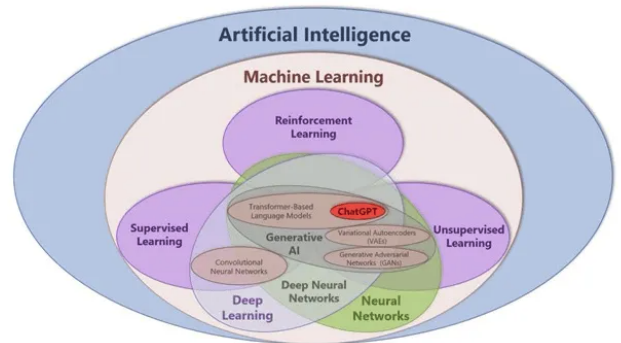 Artificial Intelligence
Machine Learning
Reinforcement
Learning
Transformer-Based
Language Models
ChatGPT
Supervised
Learning
Generative
AI
Variational Autoencoders
(VAEs)
Unsupervised
Learning
Convolutional
Neural Networks
Generative Adversarial
Networks (GANs)
Deep Neural
Networks
Deep
Learning
Neural
Networks